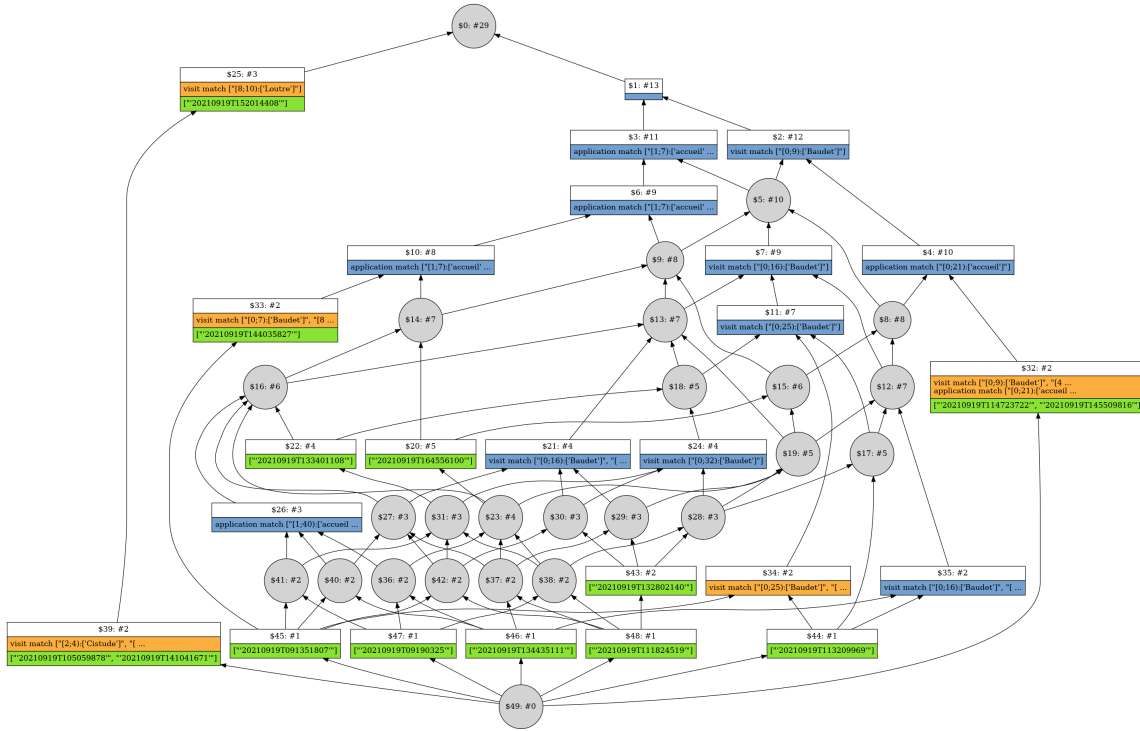 $0: #29
$25: #3
visit match ["[8;10):['Loutre']"]
["'20210919T152014408'"]
$1: #13
$3: #11
application match ["[1;7):['accueil' ...
$2: #12
visit match ["[0;9):['Baudet']"]
$6: #9
application match ["[1;7):['accueil' ...
$5: #10
$10: #8
application match ["[1;7):['accueil' ...
$9: #8
$7: #9
visit match ["[0;16):['Baudet']"]
$4: #10
application match ["[0;21):['accueil']"]
$33: #2
visit match ["[0;7):['Baudet']", "[8 ...
["'20210919T144035827'"]
$14: #7
$13: #7
$11: #7
visit match ["[0;25):['Baudet']"]
$8: #8
$16: #6
$18: #5
$15: #6
$12: #7
$32: #2
visit match ["[0;9):['Baudet']", "[4 ...
application match ["[0;21):['accueil ...
["'20210919T114723722'", "'20210919T145509816'"]
$22: #4
["'20210919T133401108'"]
$20: #5
["'20210919T164556100'"]
$21: #4
visit match ["[0;16):['Baudet']", "[ ...
$24: #4
visit match ["[0;32):['Baudet']"]
$19: #5
$17: #5
$26: #3
application match ["[1;40):['accueil ...
$27: #3
$31: #3
$23: #4
$30: #3
$29: #3
$28: #3
$41: #2
$40: #2
$36: #2
$42: #2
$37: #2
$38: #2
$43: #2
["'20210919T132802140'"]
$34: #2
visit match ["[0;25):['Baudet']", "[ ...
$35: #2
visit match ["[0;16):['Baudet']", "[ ...
$39: #2
visit match ["[2;4):['Cistude']", "[ ...
["'20210919T105059878'", "'20210919T141041671'"]
$45: #1
["'20210919T091351807'"]
$47: #1
["'20210919T09190325'"]
$46: #1
["'20210919T134435111'"]
$48: #1
["'20210919T111824519'"]
$44: #1
["'20210919T113209969'"]
$49: #0